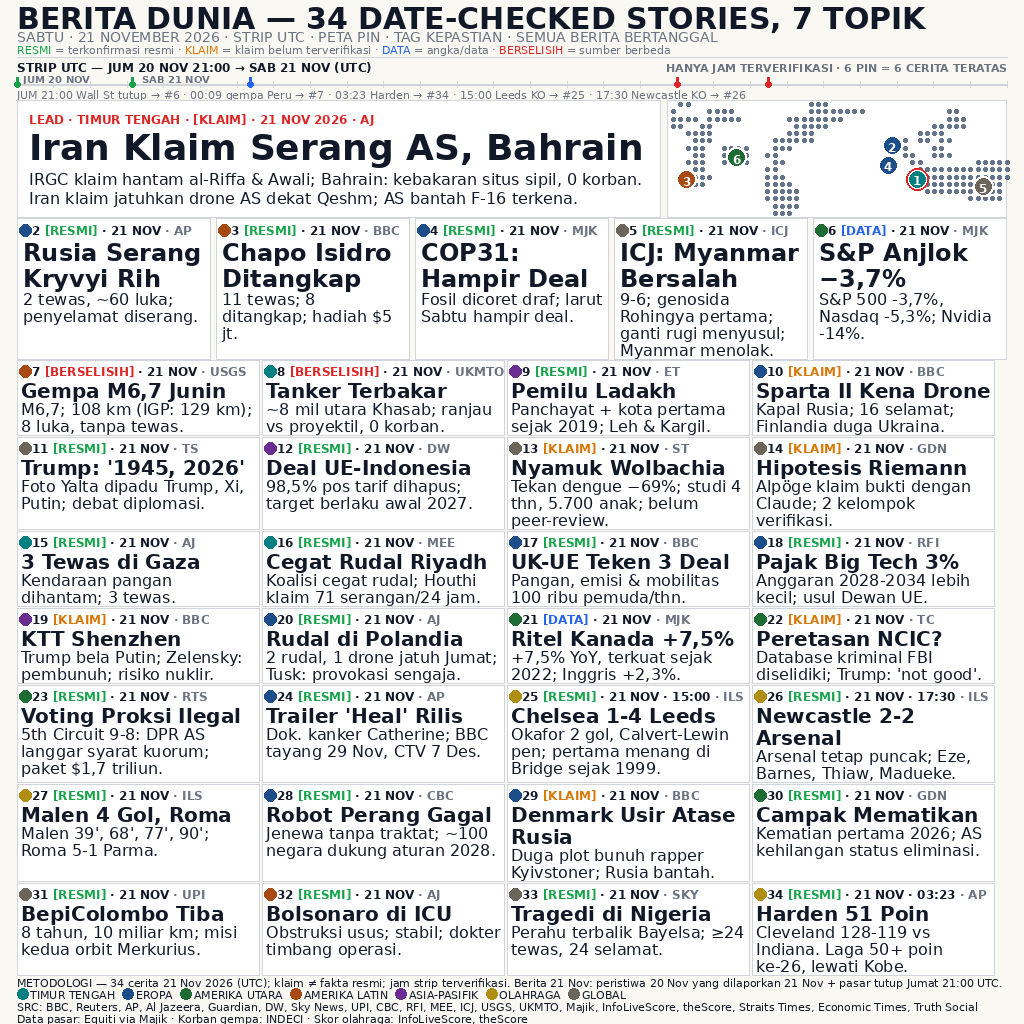 BERITA DUNIA — 34 DATE-CHECKED STORIES, 7 TOPIK
SABTU · 21 NOVEMBER 2026 · STRIP UTC · PETA PIN · TAG KEPASTIAN · SEMUA BERITA BERTANGGAL
RESMI = terkonfirmasi resmi · KLAIM = klaim belum terverifikasi · DATA = angka/data · BERSELISIH = sumber berbeda
STRIP UTC — JUM 20 NOV 21:00 → SAB 21 NOV (UTC)
HANYA JAM TERVERIFIKASI · 6 PIN = 6 CERITA TERATAS
JUM 20 NOV
SAB 21 NOV
JUM 21:00 Wall St tutup → #6 · 00:09 gempa Peru → #7 · 03:23 Harden → #34 · 15:00 Leeds KO → #25 · 17:30 Newcastle KO → #26
LEAD · TIMUR TENGAH · [KLAIM] · 21 NOV 2026 · AJ
Iran Klaim Serang AS, Bahrain
IRGC klaim hantam al-Riffa & Awali; Bahrain: kebakaran situs sipil, 0 korban.
Iran klaim jatuhkan drone AS dekat Qeshm; AS bantah F-16 terkena.
3
6
2
4
1
5
2 [RESMI] · 21 NOV · AP
Rusia Serang
Kryvyi Rih
2 tewas, ~60 luka;
penyelamat diserang.
3 [RESMI] · 21 NOV · BBC
Chapo Isidro
Ditangkap
11 tewas; 8
ditangkap; hadiah $5
jt.
4 [RESMI] · 21 NOV · MJK
COP31:
Hampir Deal
Fosil dicoret draf; larut
Sabtu hampir deal.
5 [RESMI] · 21 NOV · ICJ
ICJ: Myanmar
Bersalah
9-6; genosida
Rohingya pertama;
ganti rugi menyusul;
Myanmar menolak.
6 [DATA] · 21 NOV · MJK
S&P Anjlok
−3,7%
S&P 500 -3,7%,
Nasdaq -5,3%; Nvidia
-14%.
7 [BERSELISIH] · 21 NOV · USGS
Gempa M6,7 Junin
M6,7; 108 km (IGP: 129 km);
8 luka, tanpa tewas.
8 [BERSELISIH] · 21 NOV · UKMTO
Tanker Terbakar
~8 mil utara Khasab; ranjau
vs proyektil, 0 korban.
9 [RESMI] · 21 NOV · ET
Pemilu Ladakh
Panchayat + kota pertama
sejak 2019; Leh & Kargil.
10 [KLAIM] · 21 NOV · BBC
Sparta II Kena Drone
Kapal Rusia; 16 selamat;
Finlandia duga Ukraina.
11 [RESMI] · 21 NOV · TS
Trump: '1945, 2026'
Foto Yalta dipadu Trump, Xi,
Putin; debat diplomasi.
12 [RESMI] · 21 NOV · DW
Deal UE-Indonesia
98,5% pos tarif dihapus;
target berlaku awal 2027.
13 [KLAIM] · 21 NOV · ST
Nyamuk Wolbachia
Tekan dengue −69%; studi 4
thn, 5.700 anak; belum
peer-review.
14 [KLAIM] · 21 NOV · GDN
Hipotesis Riemann
Alpöge klaim bukti dengan
Claude; 2 kelompok
verifikasi.
15 [RESMI] · 21 NOV · AJ
3 Tewas di Gaza
Kendaraan pangan
dihantam; 3 tewas.
16 [RESMI] · 21 NOV · MEE
Cegat Rudal Riyadh
Koalisi cegat rudal; Houthi
klaim 71 serangan/24 jam.
17 [RESMI] · 21 NOV · BBC
UK-UE Teken 3 Deal
Pangan, emisi & mobilitas
100 ribu pemuda/thn.
18 [RESMI] · 21 NOV · RFI
Pajak Big Tech 3%
Anggaran 2028-2034 lebih
kecil; usul Dewan UE.
19 [KLAIM] · 21 NOV · BBC
KTT Shenzhen
Trump bela Putin; Zelensky:
pembunuh; risiko nuklir.
20 [RESMI] · 21 NOV · AJ
Rudal di Polandia
2 rudal, 1 drone jatuh Jumat;
Tusk: provokasi sengaja.
21 [DATA] · 21 NOV · MJK
Ritel Kanada +7,5%
+7,5% YoY, terkuat sejak
2022; Inggris +2,3%.
22 [KLAIM] · 21 NOV · TC
Peretasan NCIC?
Database kriminal FBI
diselidiki; Trump: 'not good'.
23 [RESMI] · 21 NOV · RTS
Voting Proksi Ilegal
5th Circuit 9-8: DPR AS
langgar syarat kuorum;
paket $1,7 triliun.
24 [RESMI] · 21 NOV · AP
Trailer 'Heal' Rilis
Dok. kanker Catherine; BBC
tayang 29 Nov, CTV 7 Des.
25 [RESMI] · 21 NOV · 15:00 · ILS
Chelsea 1-4 Leeds
Okafor 2 gol, Calvert-Lewin
pen; pertama menang di
Bridge sejak 1999.
26 [RESMI] · 21 NOV · 17:30 · ILS
Newcastle 2-2
Arsenal
Arsenal tetap puncak; Eze,
Barnes, Thiaw, Madueke.
27 [RESMI] · 21 NOV · ILS
Malen 4 Gol, Roma
Malen 39', 68', 77', 90';
Roma 5-1 Parma.
28 [RESMI] · 21 NOV · CBC
Robot Perang Gagal
Jenewa tanpa traktat; ~100
negara dukung aturan 2028.
29 [KLAIM] · 21 NOV · BBC
Denmark Usir Atase
Rusia
Duga plot bunuh rapper
Kyivstoner; Rusia bantah.
30 [RESMI] · 21 NOV · GDN
Campak Mematikan
Kematian pertama 2026; AS
kehilangan status eliminasi.
31 [RESMI] · 21 NOV · UPI
BepiColombo Tiba
8 tahun, 10 miliar km; misi
kedua orbit Merkurius.
32 [RESMI] · 21 NOV · AJ
Bolsonaro di ICU
Obstruksi usus; stabil; dokter
timbang operasi.
33 [RESMI] · 21 NOV · SKY
Tragedi di Nigeria
Perahu terbalik Bayelsa; ≥24
tewas, 24 selamat.
34 [RESMI] · 21 NOV · 03:23 · AP
Harden 51 Poin
Cleveland 128-119 vs
Indiana. Laga 50+ poin
ke-26, lewati Kobe.
METODOLOGI — 34 cerita 21 Nov 2026 (UTC); klaim ≠ fakta resmi; jam strip terverifikasi. Berita 21 Nov: peristiwa 20 Nov yang dilaporkan 21 Nov + pasar tutup Jumat 21:00 UTC.
TIMUR TENGAH EROPA AMERIKA UTARA AMERIKA LATIN ASIA-PASIFIK OLAHRAGA GLOBAL
SRC: BBC, Reuters, AP, Al Jazeera, Guardian, DW, Sky News, UPI, CBC, RFI, MEE, ICJ, USGS, UKMTO, Majik, InfoLiveScore, theScore, Straits Times, Economic Times, Truth Social
Data pasar: Equiti via Majik · Korban gempa: INDECI · Skor olahraga: InfoLiveScore, theScore